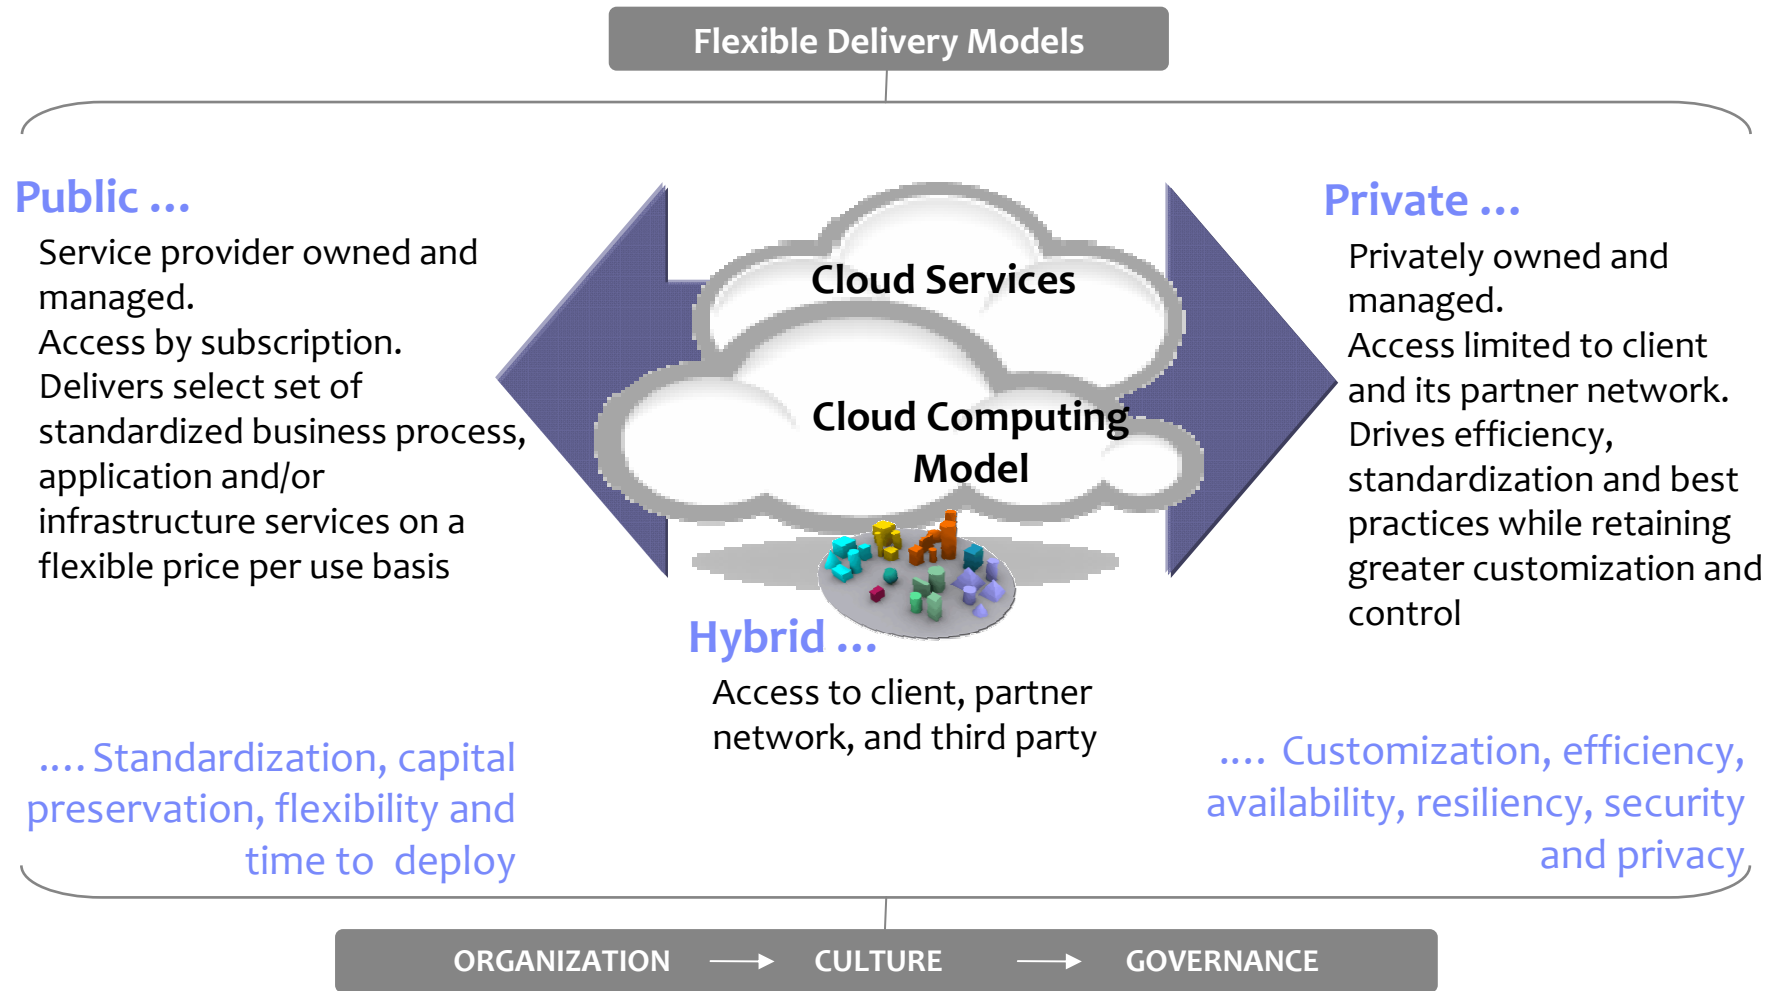 Flexible Delivery Models
Public ...
Service provider owned and
managed.
Access by subscription.
Delivers select set of
standardized business process,
application and/or
infrastructure services on a
flexible price per use basis
.... Standardization, capital
preservation, flexibility and
time to deploy
Cloud Services
Cloud Computing
Model
Hybrid ...
Access to client, partner
network, and third party
Private ...
Privately owned and
managed.
Access limited to client
and its partner network.
Drives efficiency,
standardization and best
practices while retaining
greater customization and
control
.... Customization, efficiency,
availability, resiliency, security
and privacy
ORGANIZATION → CULTURE → GOVERNANCE